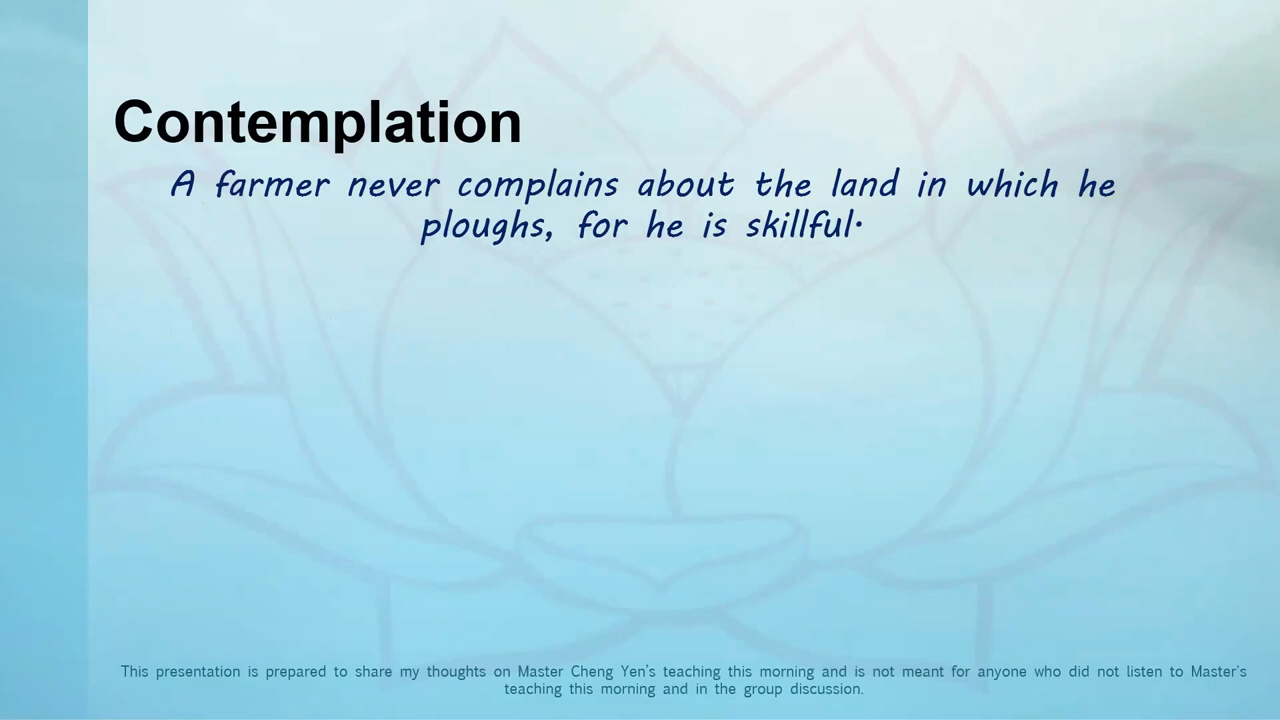 Contemplation
A farmer never complains about the land in which he
ploughs, for he is skillful.
This presentation is prepared to share my thoughts on Master Cheng Yen's teaching this morning and is not meant for anyone who did not listen to Master's
teaching this morning and in the group discussion.